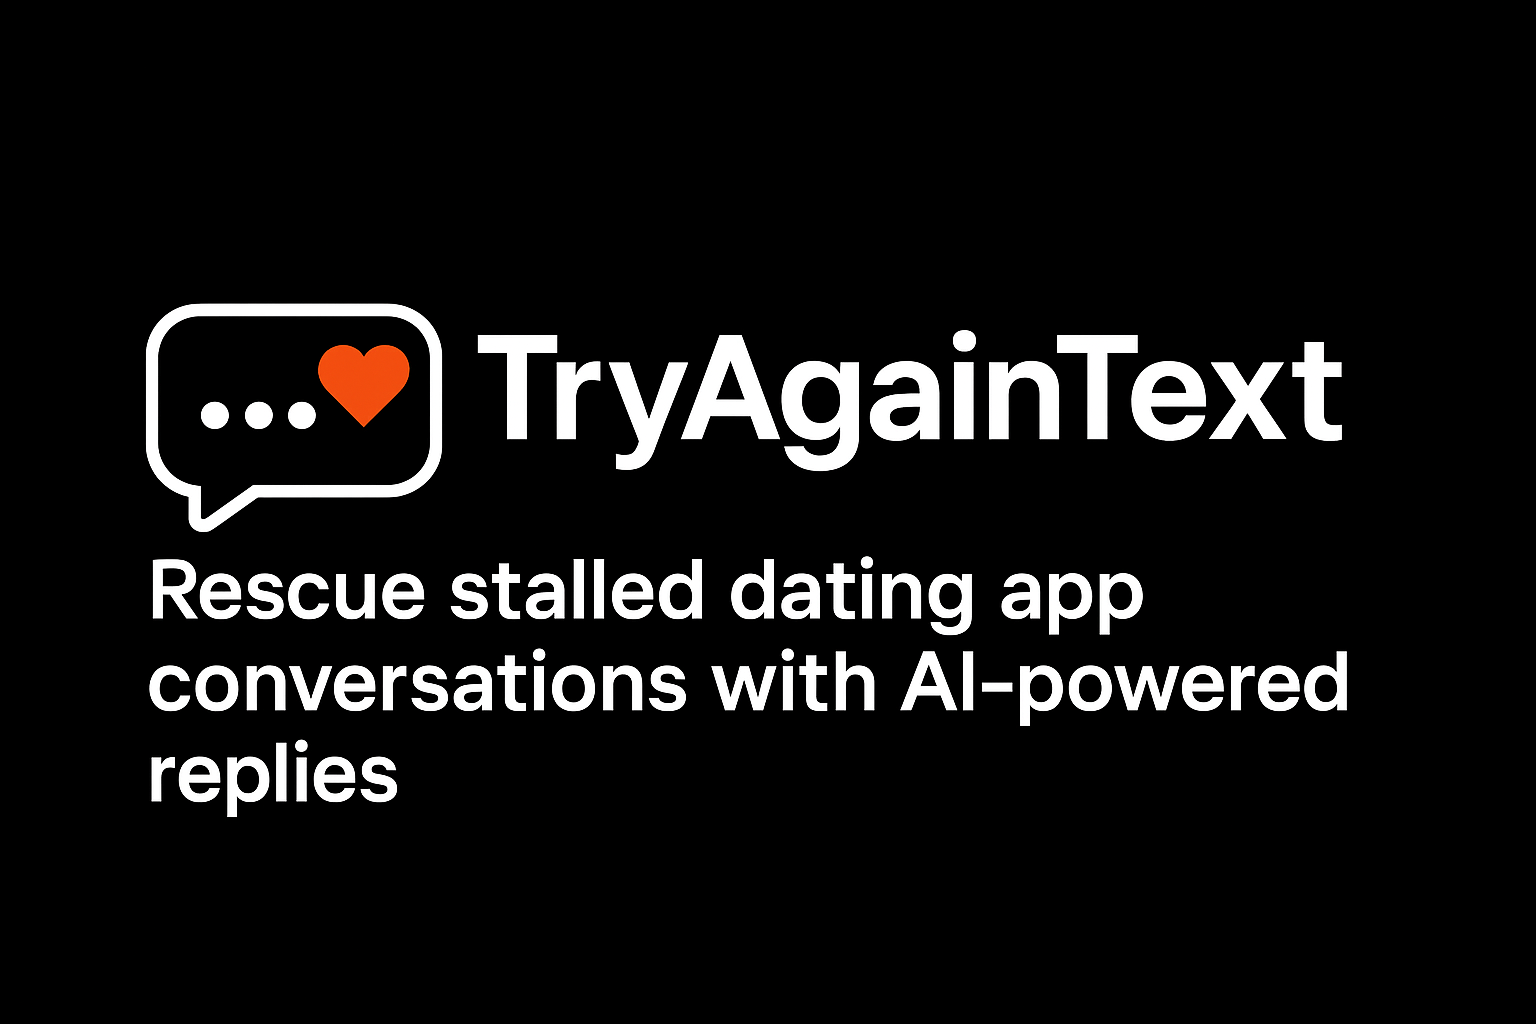 TryAgainText
Rescue stalled dating app
conversations with AI-powered
replies